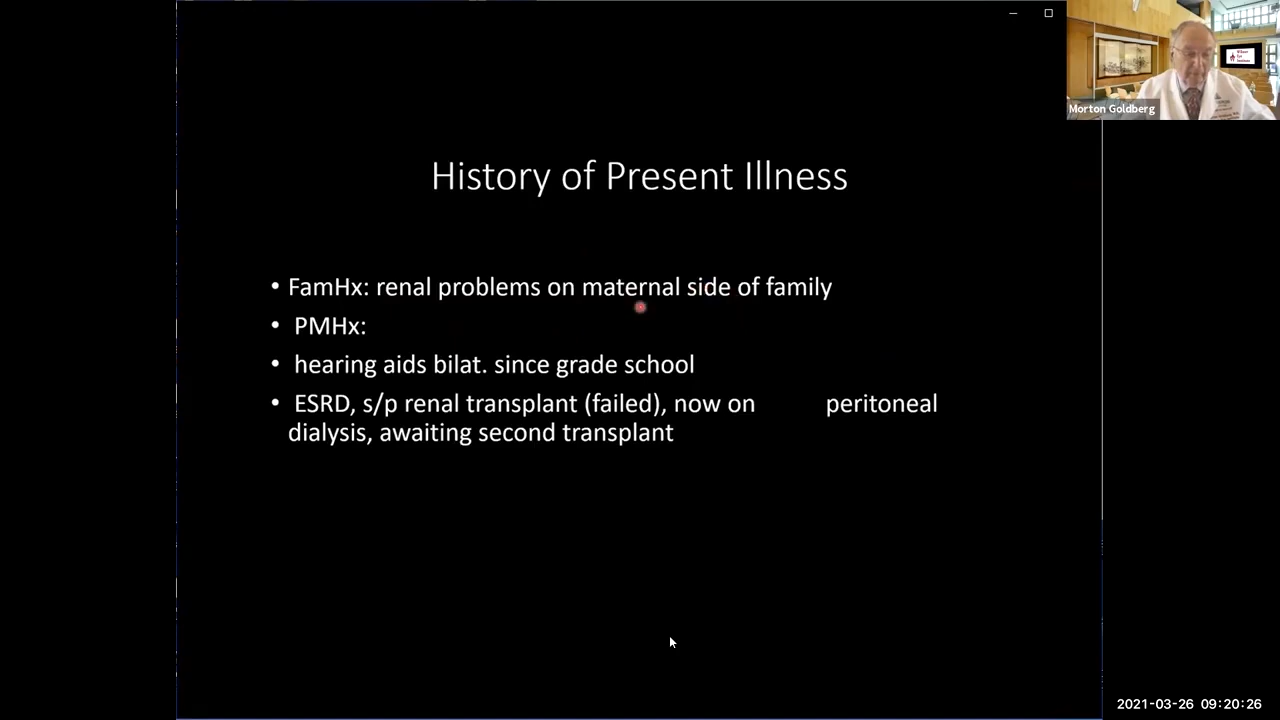 Morton Goldberg
History of Present Illness
• FamHx: renal problems on maternal side of family
• PMHx:
• hearing aids bilat. since grade school
• ESRD, s/p renal transplant (failed), now on peritoneal
dialysis, awaiting second transplant
2021-03-26 09:20:26